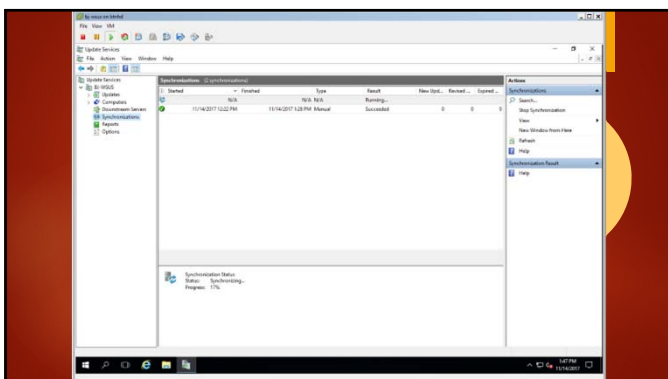 File View VM
Update Services
File Action View Window Help
Update Services
Updates
Computers
Downstream Servers
Synchronizations
Reports
Options
Synchronizations (2 synchronizations)
Started Finished Type Result New Upd... Revised ... Expired ...
N/A N/A N/A Running...
11/14/2017 12:22 PM 11/14/2017 1:28 PM Manual Succeeded 0 0 0
Synchronization Status
Status: Synchronizing...
Progress: 17%
Actions
Synchronizations
Search...
Stop Synchronization
View
New Window from Here
Refresh
Help
Synchronization Result
Help
3:47 PM
11/14/2017